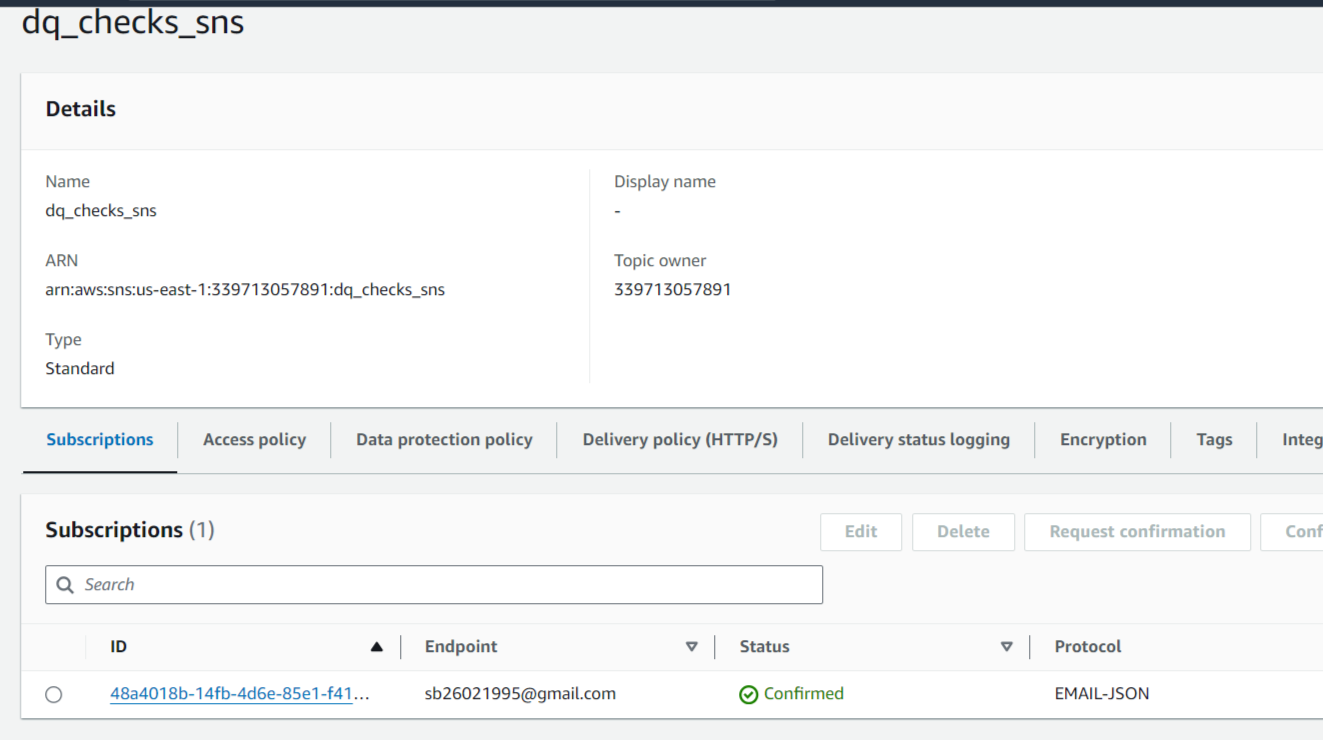 dq_checks_sns
Details
Name
dq_checks_sns
Display name
-
ARN
arn:aws:sns:us-east-1:339713057891:dq_checks_sns
Topic owner
339713057891
Type
Standard
Subscriptions Access policy Data protection policy Delivery policy (HTTP/S) Delivery status logging Encryption Tags Integ
Subscriptions (1)
Edit Delete Request confirmation Conf
Search
ID Endpoint Status Protocol
48a4018b-14fb-4d6e-85e1-f41... sb26021995@gmail.com Confirmed EMAIL-JSON